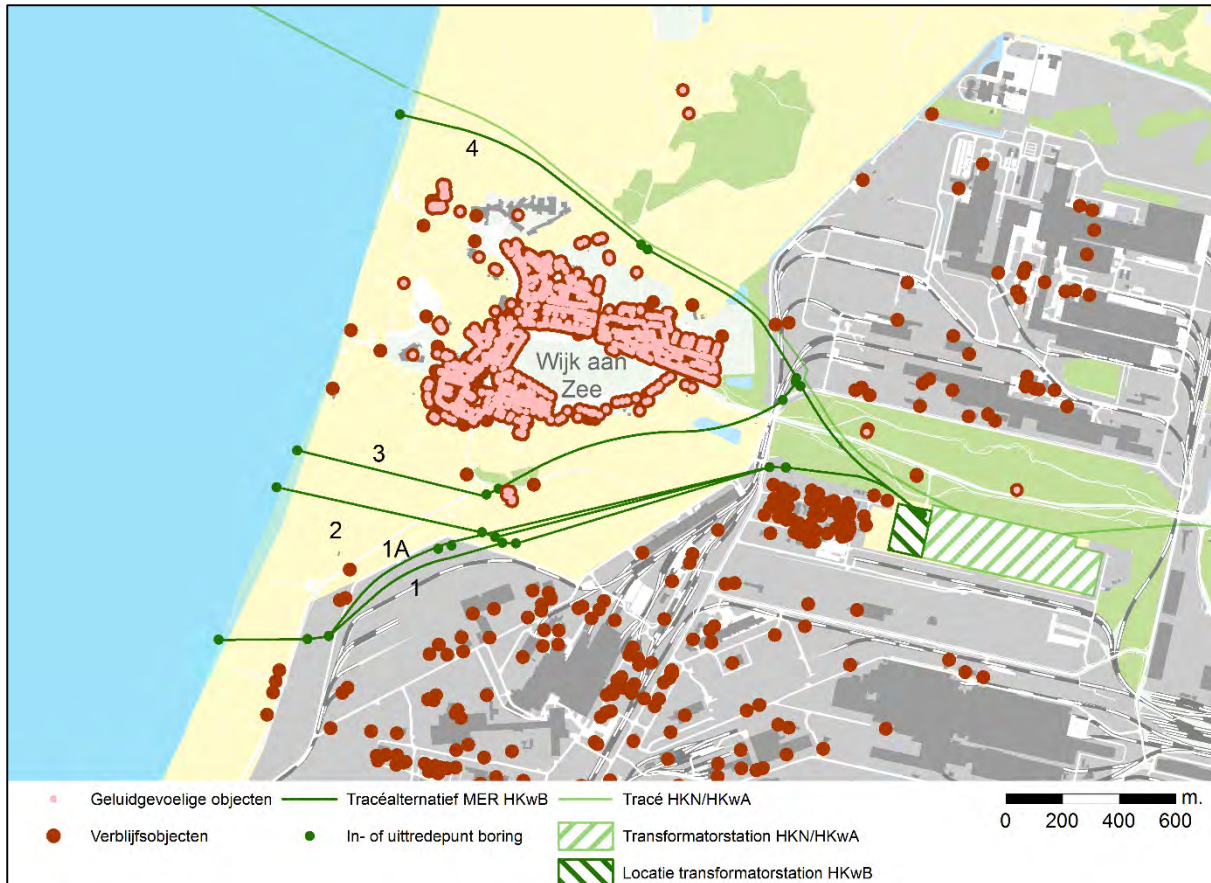 4
Wijk aan
Zee
3
2
1A
1
Geluidgevoelige objecten
Tracéalternatief MER HKwB
Tracé HKN/HKwA
m.
0 200 400 600
Verblijfsobjecten
In- of uittredepunt boring
Transformatorstation HKN/HKwA
Locatie transformatorstation HKwB